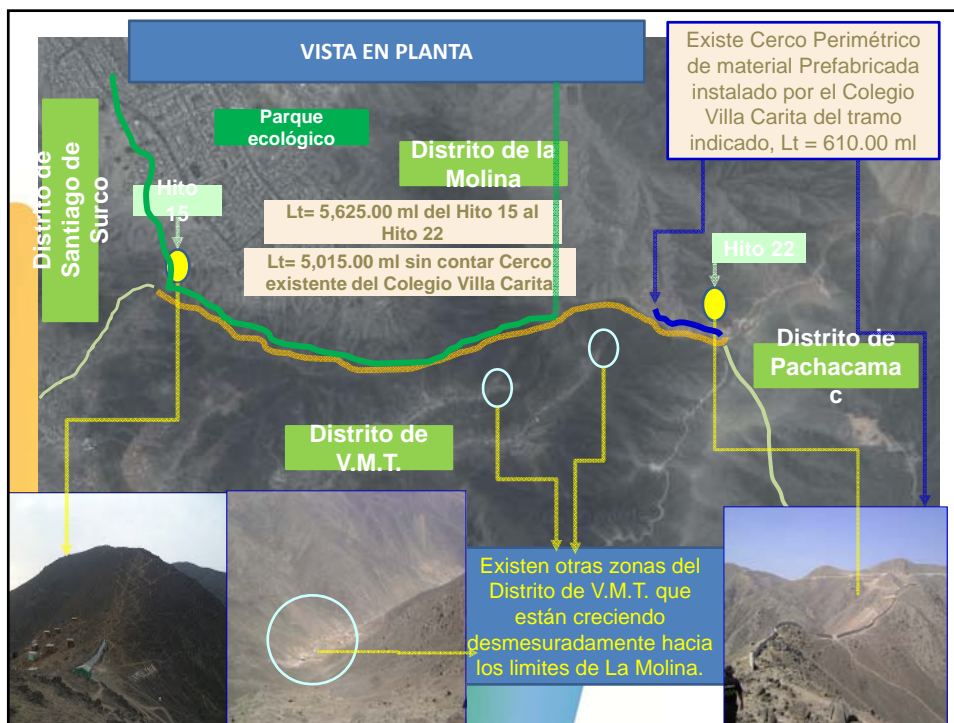 VISTA EN PLANTA
Existe Cerco Perimétrico
de material Prefabricada
instalado por el Colegio
Villa Carita del tramo
indicado, Lt = 610.00 ml
Parque
ecológico
Distrito de
Santiago de
Surco
Distrito de la
Molina
Hito
15
Lt= 5,625.00 ml del Hito 15 al
Hito 22
Lt= 5,015.00 ml sin contar Cerco
existente del Colegio Villa Carita
Hito 22
Distrito de
Pachacama
c
Distrito de
V.M.T.
Existen otras zonas del
Distrito de V.M.T. que
están creciendo
desmesuradamente hacia
los limites de La Molina.